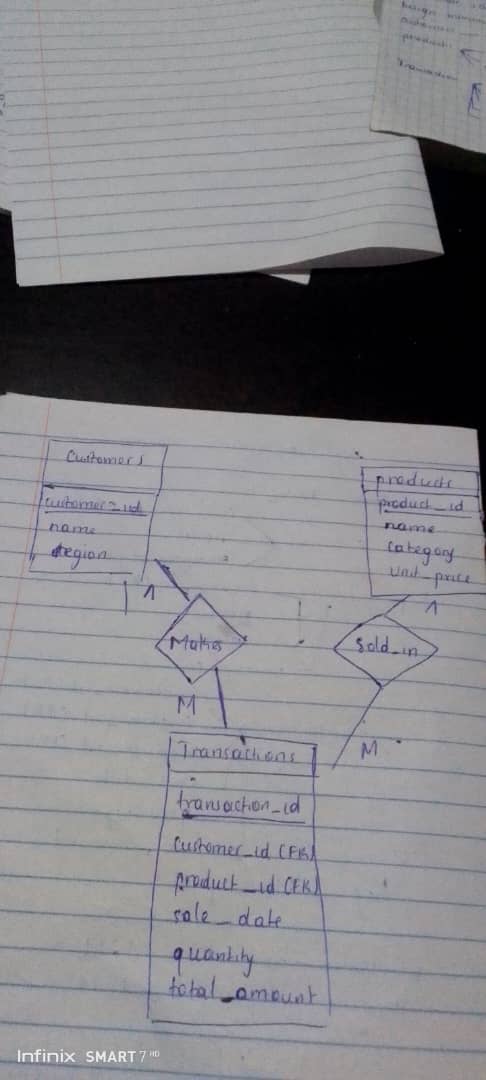 Customers
customer_id
name
region
1
Makes
M
products
product_id
name
category
unit_price
1
Sold_in
M
Transactions
transaction_id
Customer_id (FK)
product_id (FK)
sale_date
quantity
total_amount
Infinix SMART 7 HD